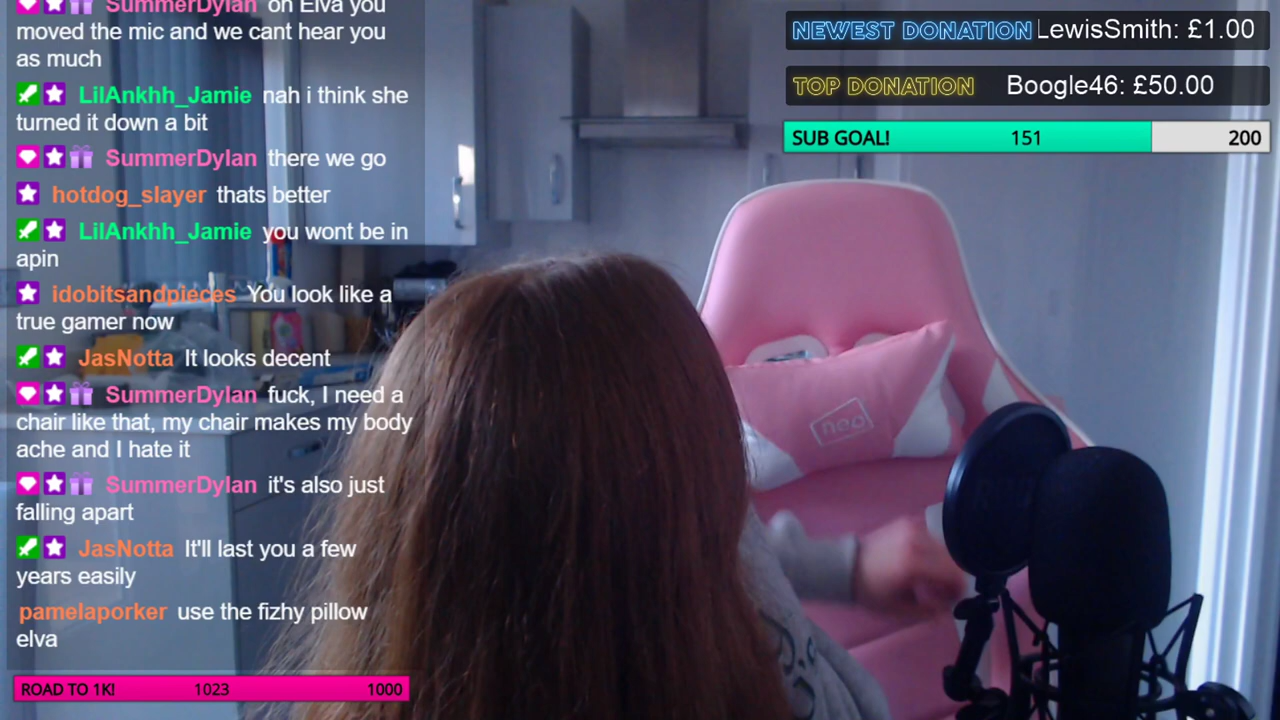 SummerDylan oh Elva you
moved the mic and we cant hear you
as much
LilAnkhh_Jamie nah i think she
turned it down a bit
SummerDylan there we go
hotdog_slayer thats better
LilAnkhh_Jamie you wont be in
apin
idobitsandpieces You look like a
true gamer now
JasNotta It looks decent
SummerDylan fuck, I need a
chair like that, my chair makes my body
ache and I hate it
SummerDylan it's also just
falling apart
JasNotta It'll last you a few
years easily
pamelaporker use the fizhy pillow
elva
ROAD TO 1K! 1023 1000
NEWEST DONATION LewisSmith: £1.00
TOP DONATION Boogle46: £50.00
SUB GOAL! 151 200
neo